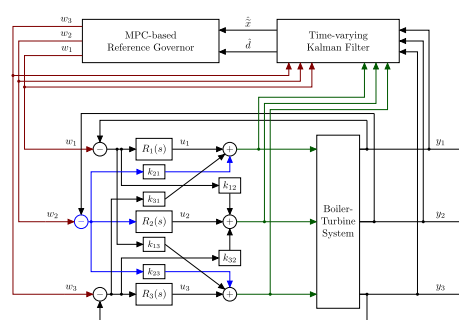 w₃
w₂
w₁
MPC-based
Reference Governor
x̃̂
d̂
Time-varying
Kalman Filter
w₁
−
R₁(s)
u₁
+
y₁
k₂₁
k₁₂
k₃₁
w₂
−
R₂(s)
u₂
+
Boiler-
Turbine
System
y₂
k₁₃
k₃₂
k₂₃
w₃
−
R₃(s)
u₃
+
y₃